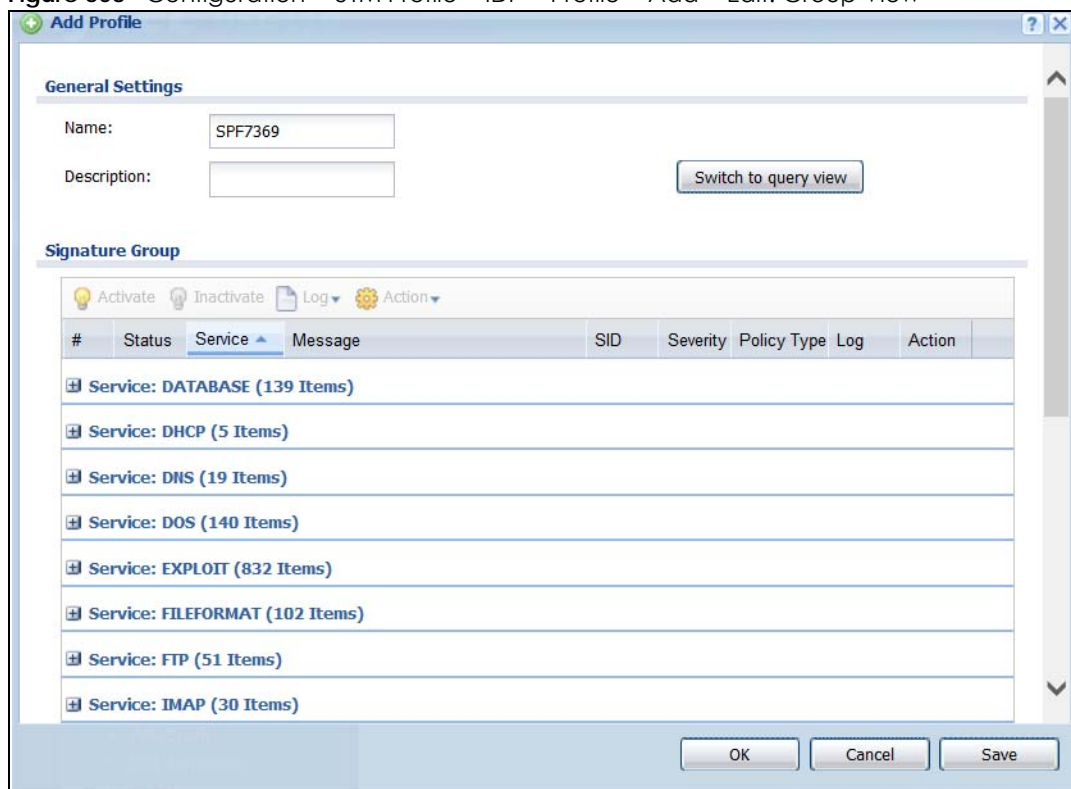 Add Profile
General Settings
Name: SPF7369
Description:
Switch to query view
Signature Group
Activate Inactivate Log Action
# Status Service Message SID Severity Policy Type Log Action
Service: DATABASE (139 Items)
Service: DHCP (5 Items)
Service: DNS (19 Items)
Service: DOS (140 Items)
Service: EXPLOIT (832 Items)
Service: FILEFORMAT (102 Items)
Service: FTP (51 Items)
Service: IMAP (30 Items)
OK Cancel Save